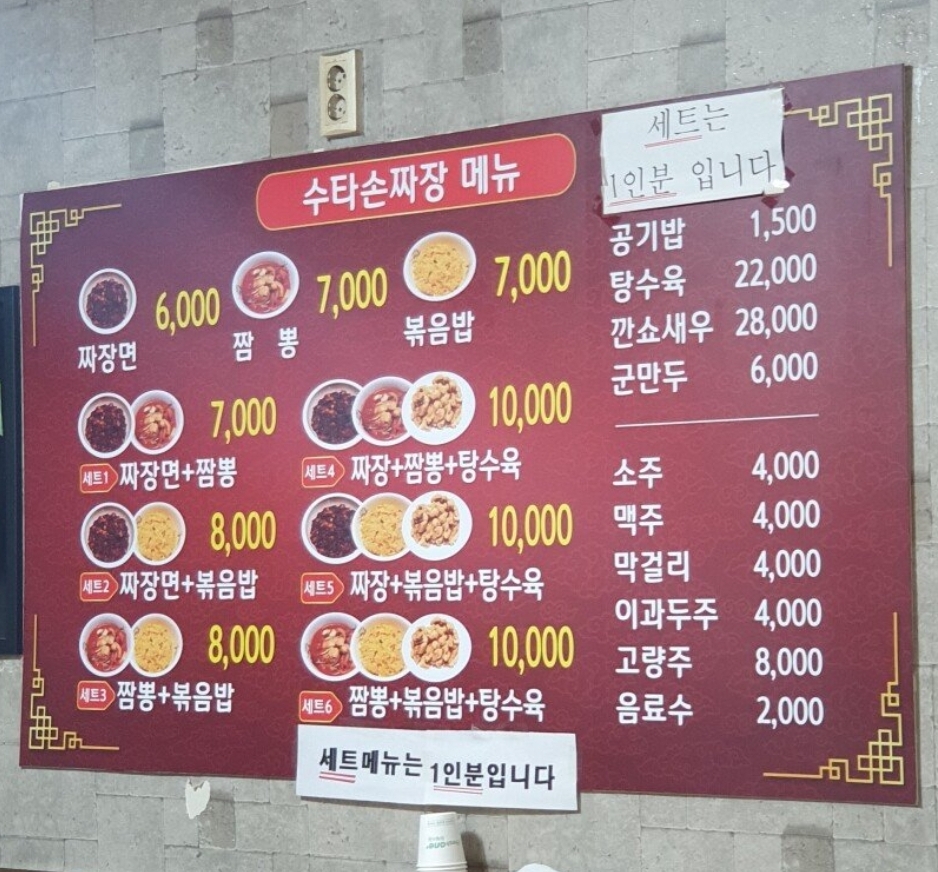 수타손짜장 메뉴
세트는
1인분 입니다
짜장면 6,000
짬 뽕 7,000
볶음밥 7,000
세트1 짜장면+짬뽕 7,000
세트2 짜장면+볶음밥 8,000
세트3 짬뽕+볶음밥 8,000
세트4 짜장+짬뽕+탕수육 10,000
세트5 짜장+볶음밥+탕수육 10,000
세트6 짬뽕+볶음밥+탕수육 10,000
공기밥 1,500
탕수육 22,000
깐쇼새우 28,000
군만두 6,000
소주 4,000
맥주 4,000
막걸리 4,000
이과두주 4,000
고량주 8,000
음료수 2,000
세트메뉴는 1인분입니다